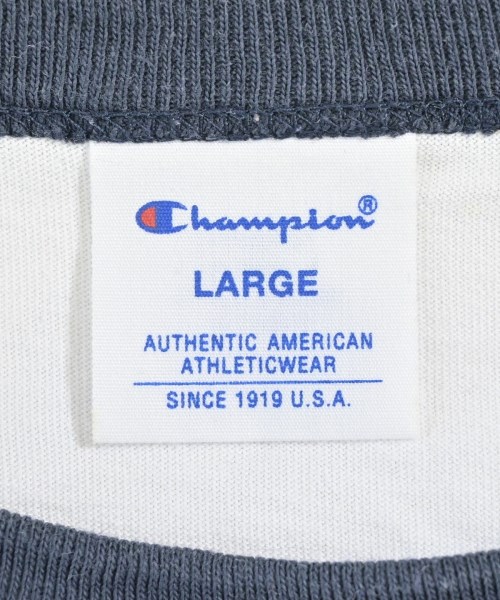 Champion®
LARGE
AUTHENTIC AMERICAN
ATHLETICWEAR
SINCE 1919 U.S.A.